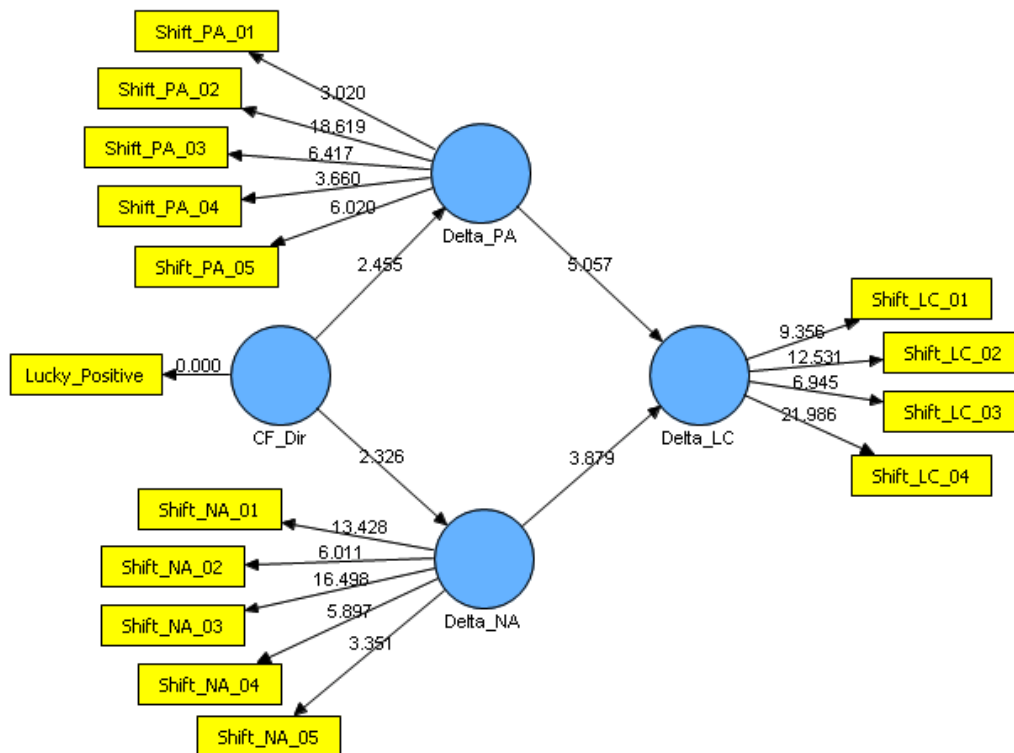 Shift_PA_01
3.020
Shift_PA_02
18.619
Shift_PA_03
6.417
Shift_PA_04
3.660
Shift_PA_05
6.020
Delta_PA
2.455
5.057
Lucky_Positive
0.000
CF_Dir
Shift_LC_01
9.356
Shift_LC_02
12.531
Shift_LC_03
6.945
Shift_LC_04
21.986
Delta_LC
2.326
3.879
Shift_NA_01
13.428
Shift_NA_02
6.011
Shift_NA_03
16.498
Shift_NA_04
5.897
Shift_NA_05
3.351
Delta_NA